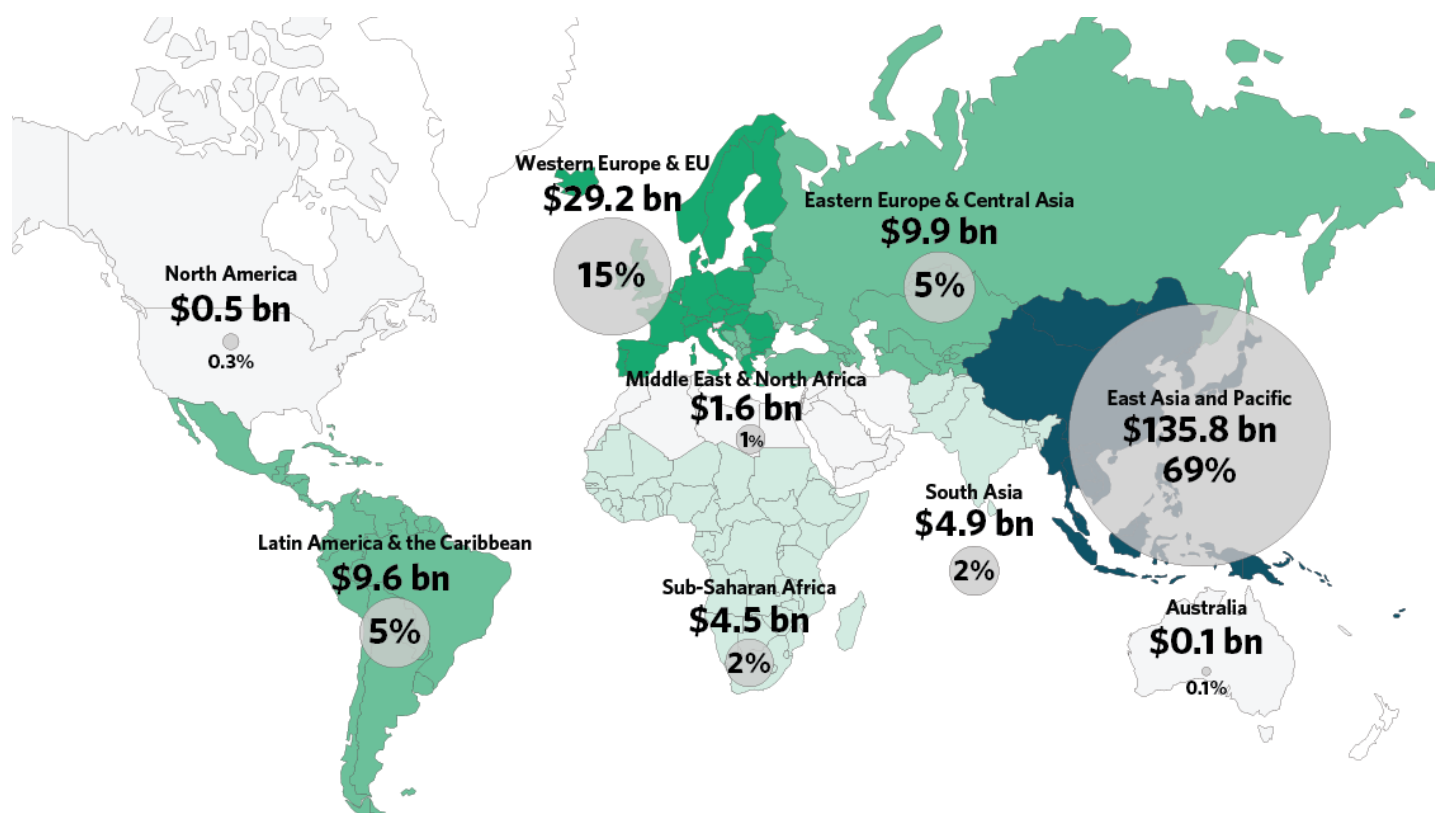 Western Europe & EU
$29.2 bn
15%
Eastern Europe & Central Asia
$9.9 bn
5%
North America
$0.5 bn
0.3%
Middle East & North Africa
$1.6 bn
1%
East Asia and Pacific
$135.8 bn
69%
South Asia
$4.9 bn
2%
Latin America & the Caribbean
$9.6 bn
5%
Sub-Saharan Africa
$4.5 bn
2%
Australia
$0.1 bn
0.1%